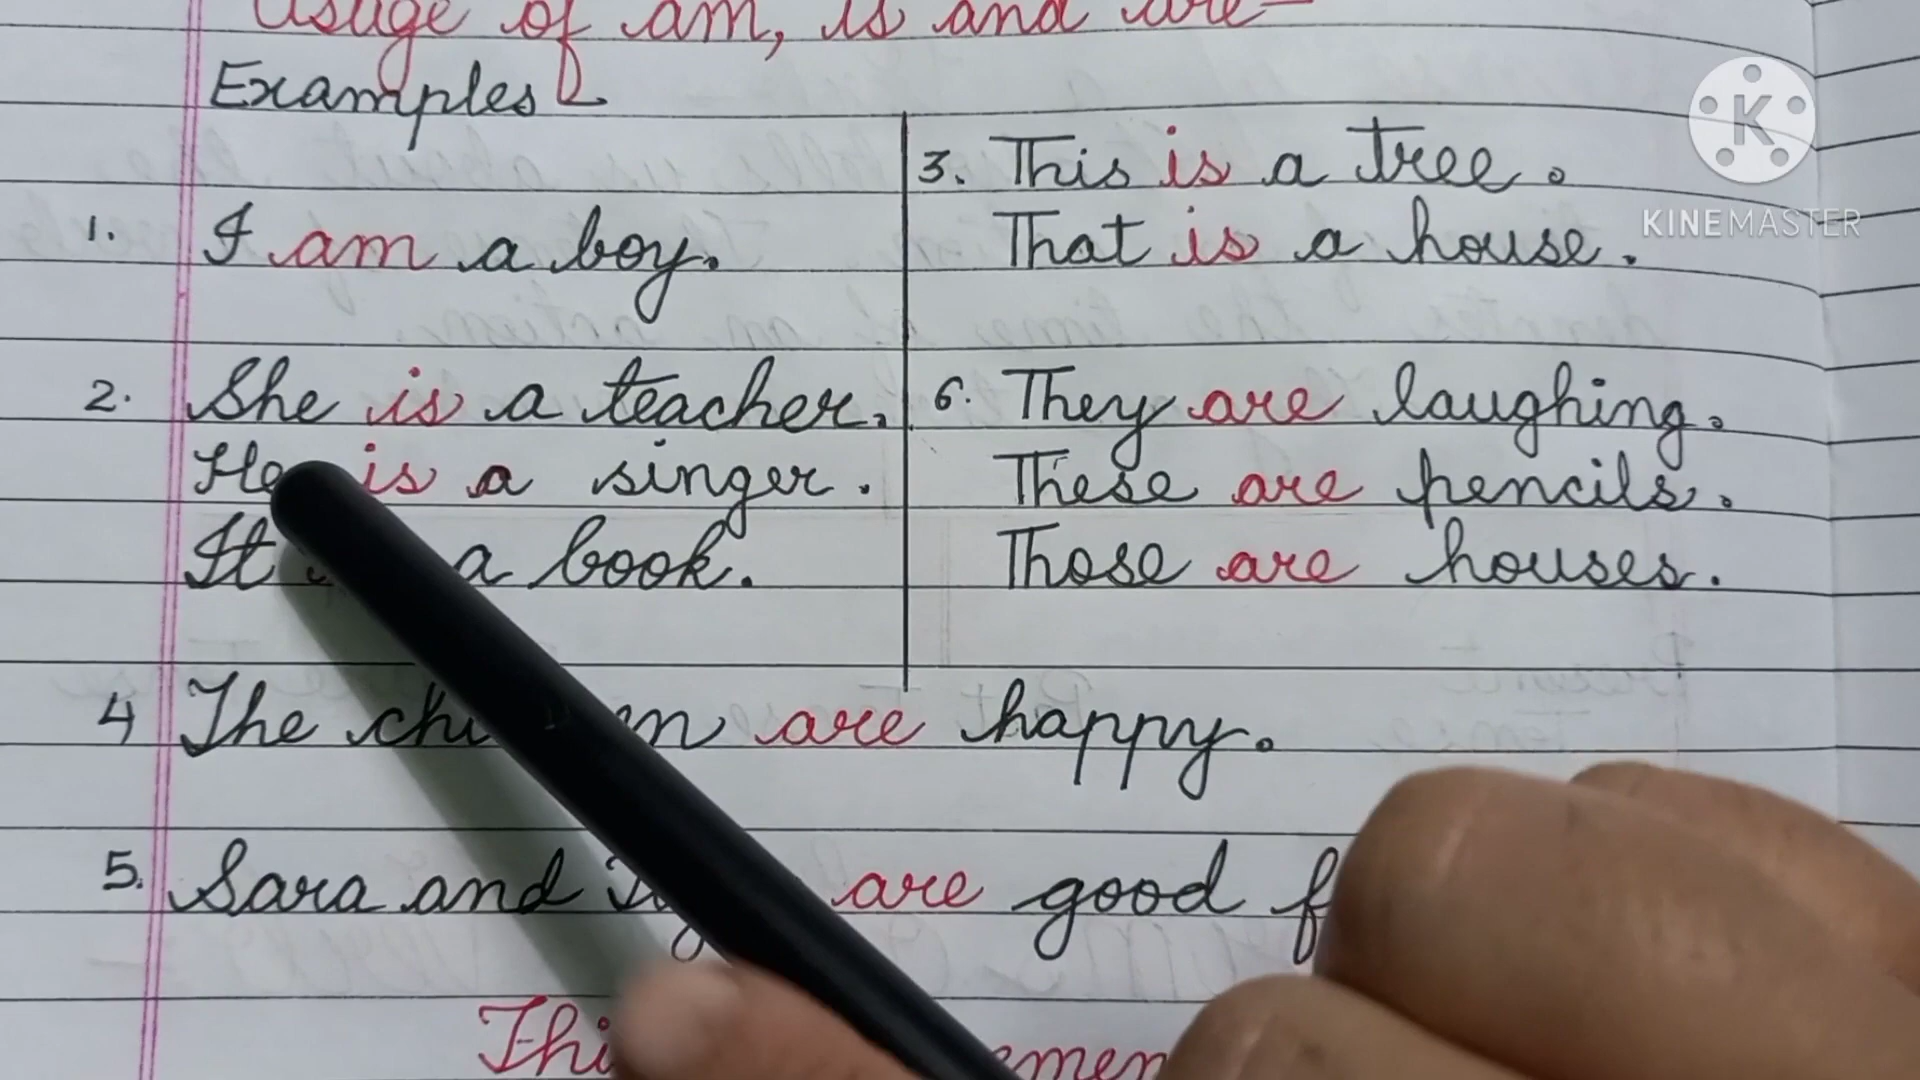 Usage of am, is and are-
Examples-
1. I am a boy.
2. She is a teacher.
He is a singer.
It a book.
3. This is a tree.
That is a house.
6. They are laughing.
These are pencils.
Those are houses.
4 The are happy.
5. Sara and are good
KINEMASTER